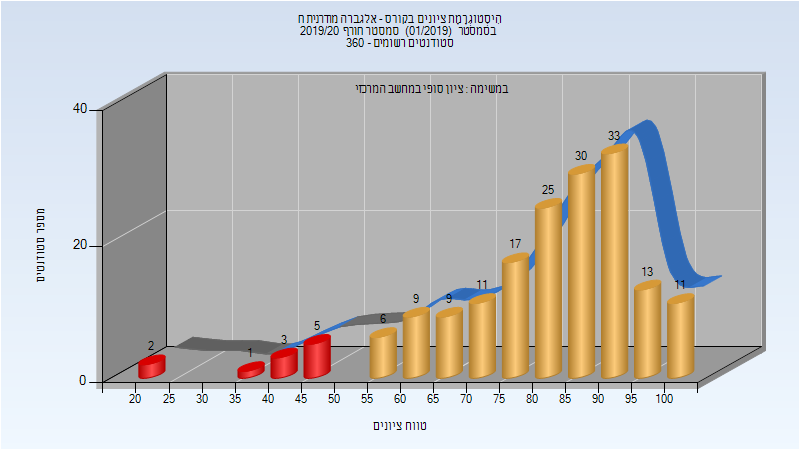 היסטוגרמת ציונים בקורס - אלגברה מודרנית ח
בסמסטר (01/2019) סמסטר חורף 2019/20
סטודנטים רשומים - 360
במשימה : ציון סופי במחשב המרכזי
מספר סטודנטים
40
20
0
2
1
3
5
6
9
9
11
17
25
30
33
13
11
20 25 30 35 40 45 50 55 60 65 70 75 80 85 90 95 100
טווח ציונים